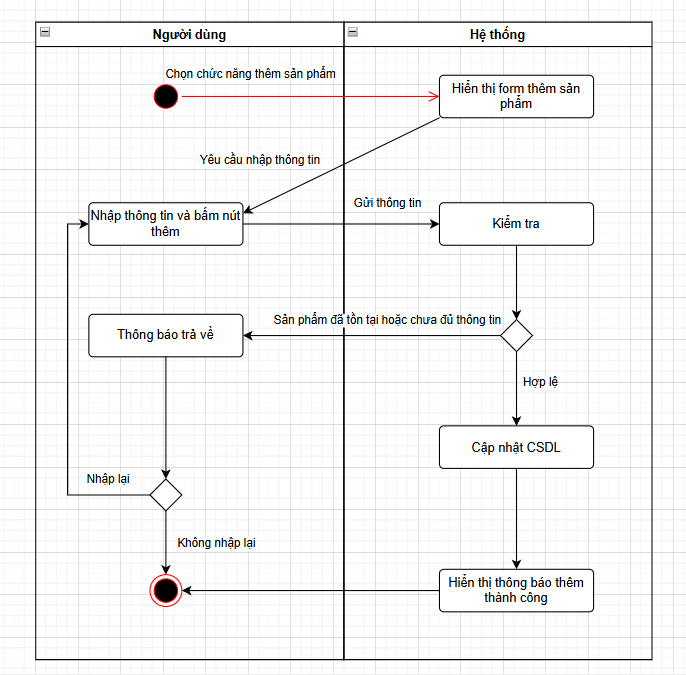 Người dùng
Hệ thống
Chọn chức năng thêm sản phẩm
Hiển thị form thêm sản
phẩm
Yêu cầu nhập thông tin
Nhập thông tin và bấm nút
thêm
Gửi thông tin
Kiểm tra
Thông báo trả về
Sản phẩm đã tồn tại hoặc chưa đủ thông tin
Hợp lệ
Cập nhật CSDL
Nhập lại
Không nhập lại
Hiển thị thông báo thêm
thành công